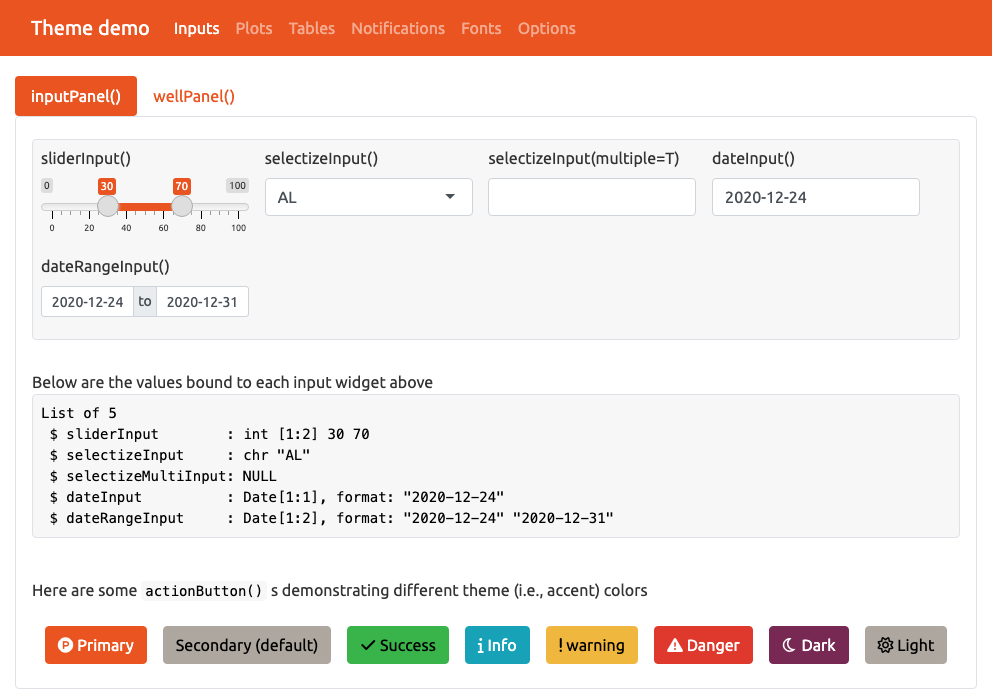 Theme demo Inputs Plots Tables Notifications Fonts Options
inputPanel() wellPanel()
sliderInput() selectizeInput() selectizeInput(multiple=T) dateInput()
0 30 70 100
AL 2020-12-24
0 20 40 60 80 100
dateRangeInput()
2020-12-24 to 2020-12-31
Below are the values bound to each input widget above
List of 5
 $ sliderInput        : int [1:2] 30 70
 $ selectizeInput     : chr "AL"
 $ selectizeMultiInput: NULL
 $ dateInput          : Date[1:1], format: "2020-12-24"
 $ dateRangeInput     : Date[1:2], format: "2020-12-24" "2020-12-31"
Here are some actionButton() s demonstrating different theme (i.e., accent) colors
Primary Secondary (default) Success Info warning Danger Dark Light